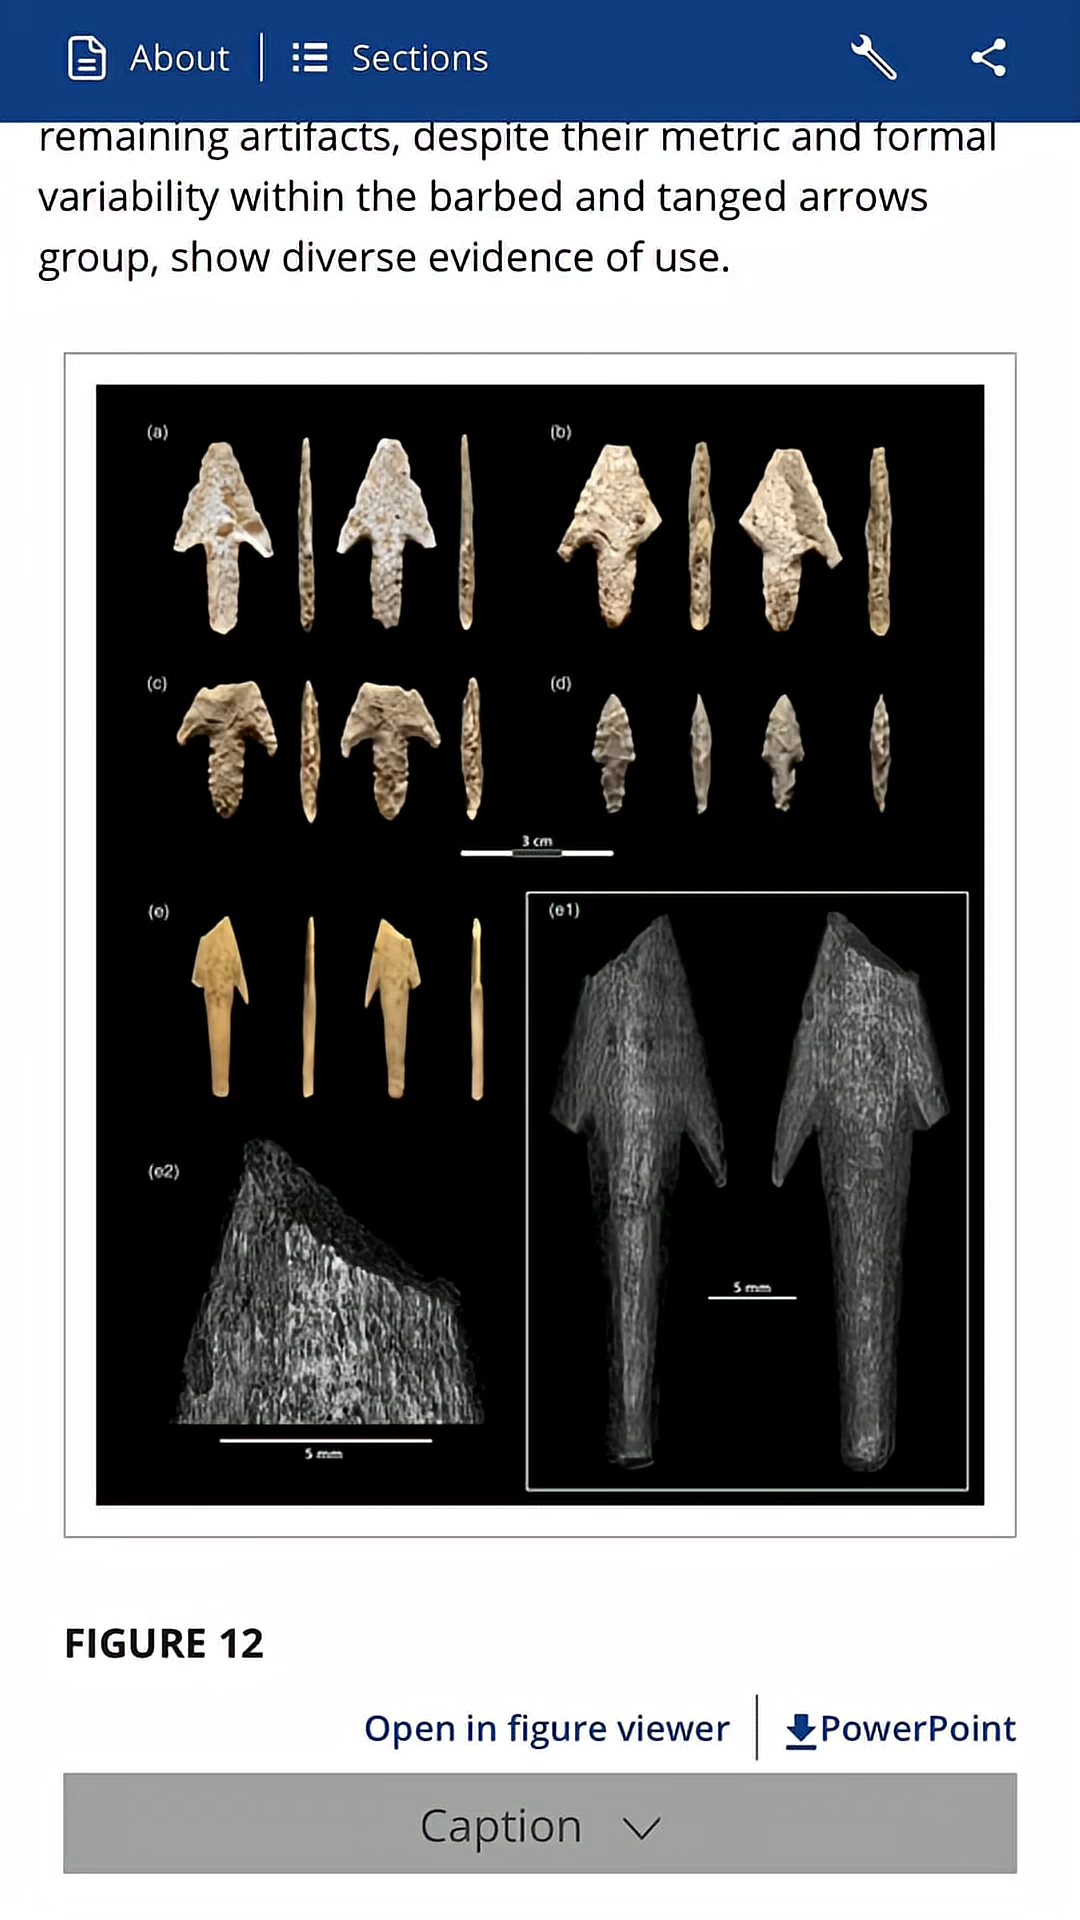 About
Sections
remaining artifacts, despite their metric and formal
variability within the barbed and tanged arrows
group, show diverse evidence of use.
(a)
(b)
(c)
(d)
3 cm
(e)
(e1)
(e2)
5 mm
5 mm
FIGURE 12
Open in figure viewer
PowerPoint
Caption